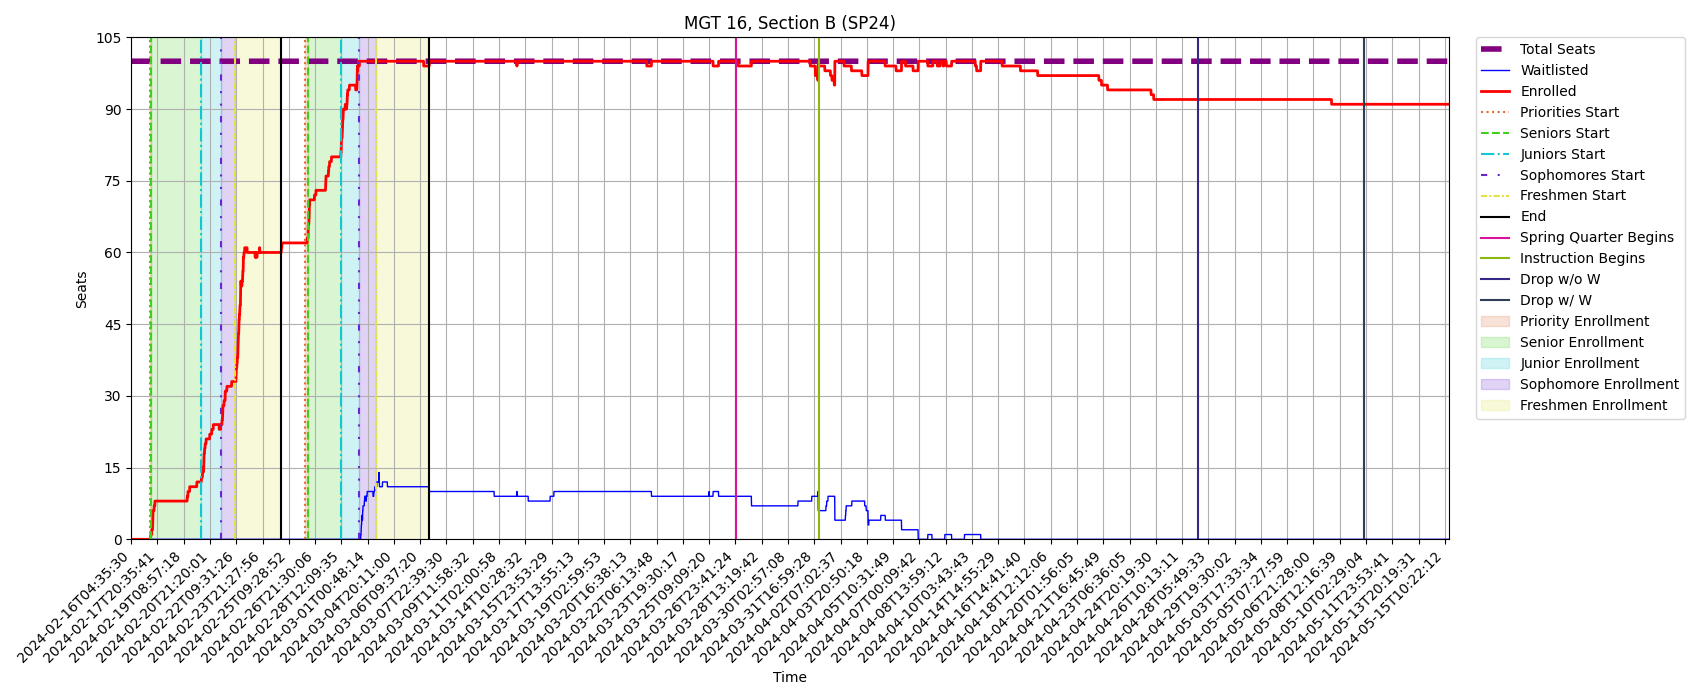 MGT 16, Section B (SP24)
Seats
105
90
75
60
45
30
15
0
2024-02-16T04:35:30
2024-02-17T20:35:41
2024-02-19T08:57:18
2024-02-20T21:20:01
2024-02-22T09:31:26
2024-02-23T21:27:56
2024-02-25T09:28:52
2024-02-26T21:30:06
2024-02-28T12:09:35
2024-03-01T00:48:14
2024-03-04T20:11:00
2024-03-06T09:37:20
2024-03-07T22:39:30
2024-03-09T11:58:32
2024-03-11T02:00:58
2024-03-14T10:28:32
2024-03-15T23:53:29
2024-03-17T13:55:13
2024-03-19T02:59:53
2024-03-20T16:38:13
2024-03-22T06:13:48
2024-03-23T19:30:17
2024-03-25T09:09:20
2024-03-26T23:41:24
2024-03-28T13:19:42
2024-03-30T02:57:08
2024-03-31T16:59:28
2024-04-02T07:02:37
2024-04-03T20:50:18
2024-04-07T00:31:49
2024-04-07T01:09:42
2024-04-08T13:59:12
2024-04-10T03:43:43
2024-04-14T14:55:29
2024-04-16T14:41:40
2024-04-18T12:12:06
2024-04-20T01:56:05
2024-04-21T16:45:49
2024-04-23T06:36:05
2024-04-24T20:19:30
2024-04-26T10:13:11
2024-04-28T05:49:33
2024-04-29T19:30:02
2024-05-03T17:33:34
2024-05-05T07:27:59
2024-05-06T21:28:00
2024-05-08T12:16:39
2024-05-10T02:29:04
2024-05-11T23:53:41
2024-05-13T20:19:31
2024-05-15T10:22:12
Time
Total Seats
Waitlisted
Enrolled
Priorities Start
Seniors Start
Juniors Start
Sophomores Start
Freshmen Start
End
Spring Quarter Begins
Instruction Begins
Drop w/o W
Drop w/ W
Priority Enrollment
Senior Enrollment
Junior Enrollment
Sophomore Enrollment
Freshmen Enrollment